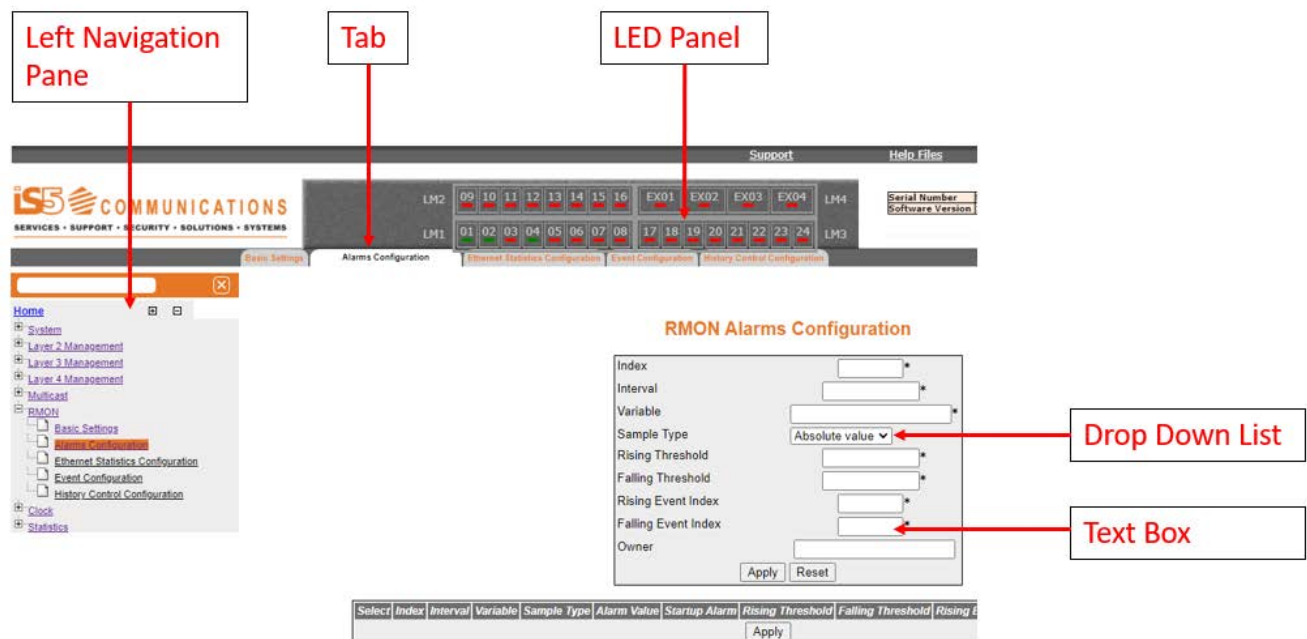 Left Navigation
Pane
Tab
LED Panel
Support
Help Files
iS5 COMMUNICATIONS
SERVICES • SUPPORT • SECURITY • SOLUTIONS • SYSTEMS
LM2 09 10 11 12 13 14 15 16 EX01 EX02 EX03 EX04 LM4
LM1 01 02 03 04 05 06 07 08 17 18 19 20 21 22 23 24 LM3
Serial Number
Software Version
Basic Settings
Alarms Configuration
Ethernet Statistics Configuration
Event Configuration
History Control Configuration
Home
System
Layer 2 Management
Layer 3 Management
Layer 4 Management
Multicast
RMON
Basic Settings
Alarms Configuration
Ethernet Statistics Configuration
Event Configuration
History Control Configuration
Clock
Statistics
RMON Alarms Configuration
Index *
Interval *
Variable *
Sample Type Absolute value
Rising Threshold *
Falling Threshold *
Rising Event Index *
Falling Event Index *
Owner
Apply Reset
Drop Down List
Text Box
Select Index Interval Variable Sample Type Alarm Value Startup Alarm Rising Threshold Falling Threshold Rising
Apply